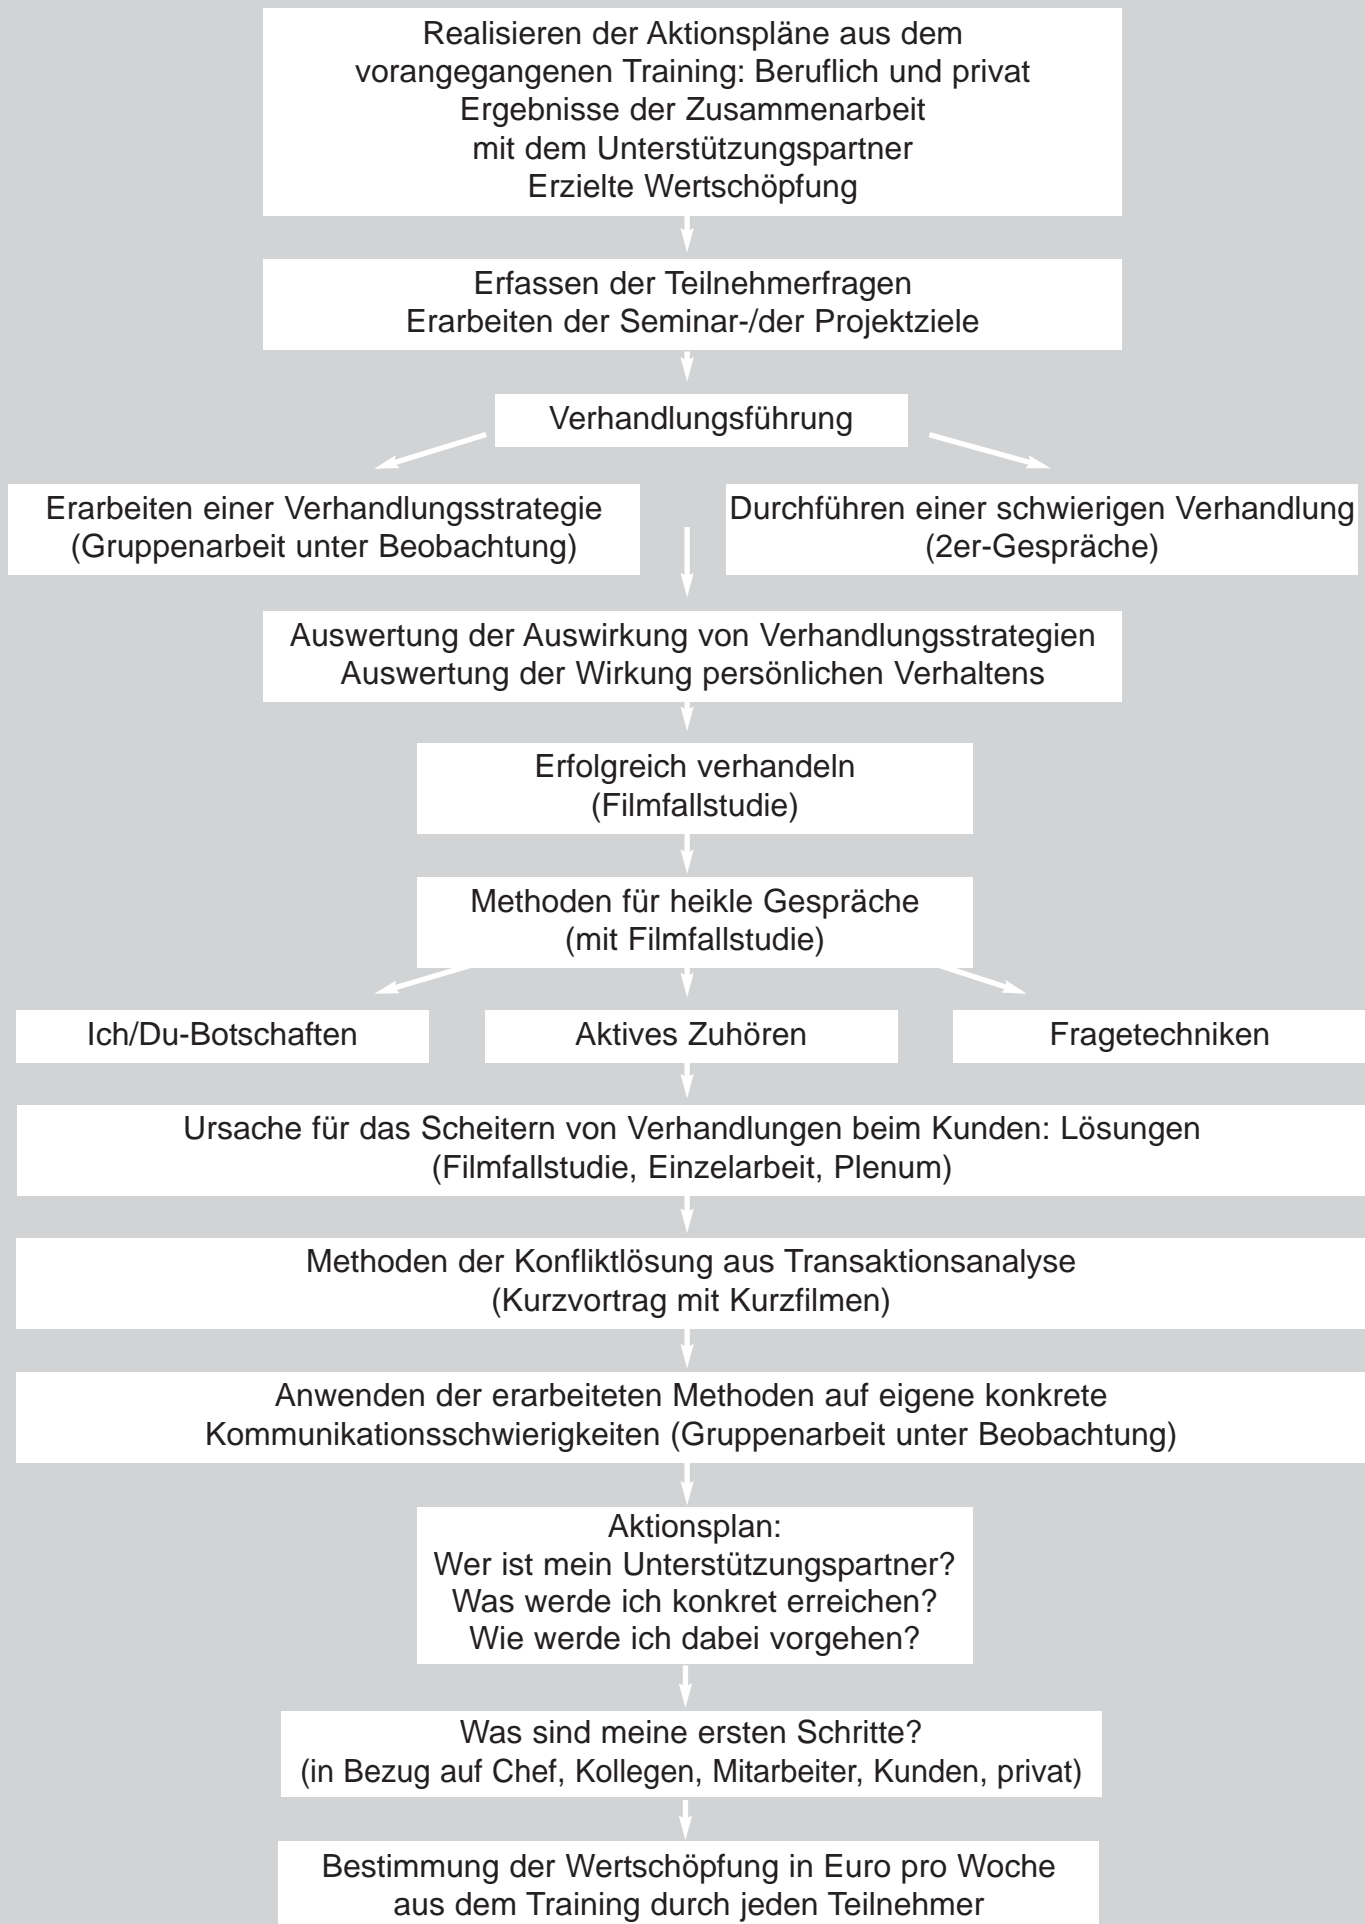 Realisieren der Aktionspläne aus dem
vorangegangenen Training: Beruflich und privat
Ergebnisse der Zusammenarbeit
mit dem Unterstützungspartner
Erzielte Wertschöpfung
Erfassen der Teilnehmerfragen
Erarbeiten der Seminar-/der Projektziele
Verhandlungsführung
Erarbeiten einer Verhandlungsstrategie
(Gruppenarbeit unter Beobachtung)
Durchführen einer schwierigen Verhandlung
(2er-Gespräche)
Auswertung der Auswirkung von Verhandlungsstrategien
Auswertung der Wirkung persönlichen Verhaltens
Erfolgreich verhandeln
(Filmfallstudie)
Methoden für heikle Gespräche
(mit Filmfallstudie)
Ich/Du-Botschaften
Aktives Zuhören
Fragetechniken
Ursache für das Scheitern von Verhandlungen beim Kunden: Lösungen
(Filmfallstudie, Einzelarbeit, Plenum)
Methoden der Konfliktlösung aus Transaktionsanalyse
(Kurzvortrag mit Kurzfilmen)
Anwenden der erarbeiteten Methoden auf eigene konkrete
Kommunikationsschwierigkeiten (Gruppenarbeit unter Beobachtung)
Aktionsplan:
Wer ist mein Unterstützungspartner?
Was werde ich konkret erreichen?
Wie werde ich dabei vorgehen?
Was sind meine ersten Schritte?
(in Bezug auf Chef, Kollegen, Mitarbeiter, Kunden, privat)
Bestimmung der Wertschöpfung in Euro pro Woche
aus dem Training durch jeden Teilnehmer